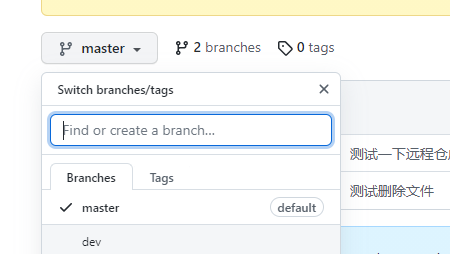 master
2 branches
0 tags
Switch branches/tags
Find or create a branch...
Branches
Tags
master
default
dev
测试一下远程仓
测试删除文件